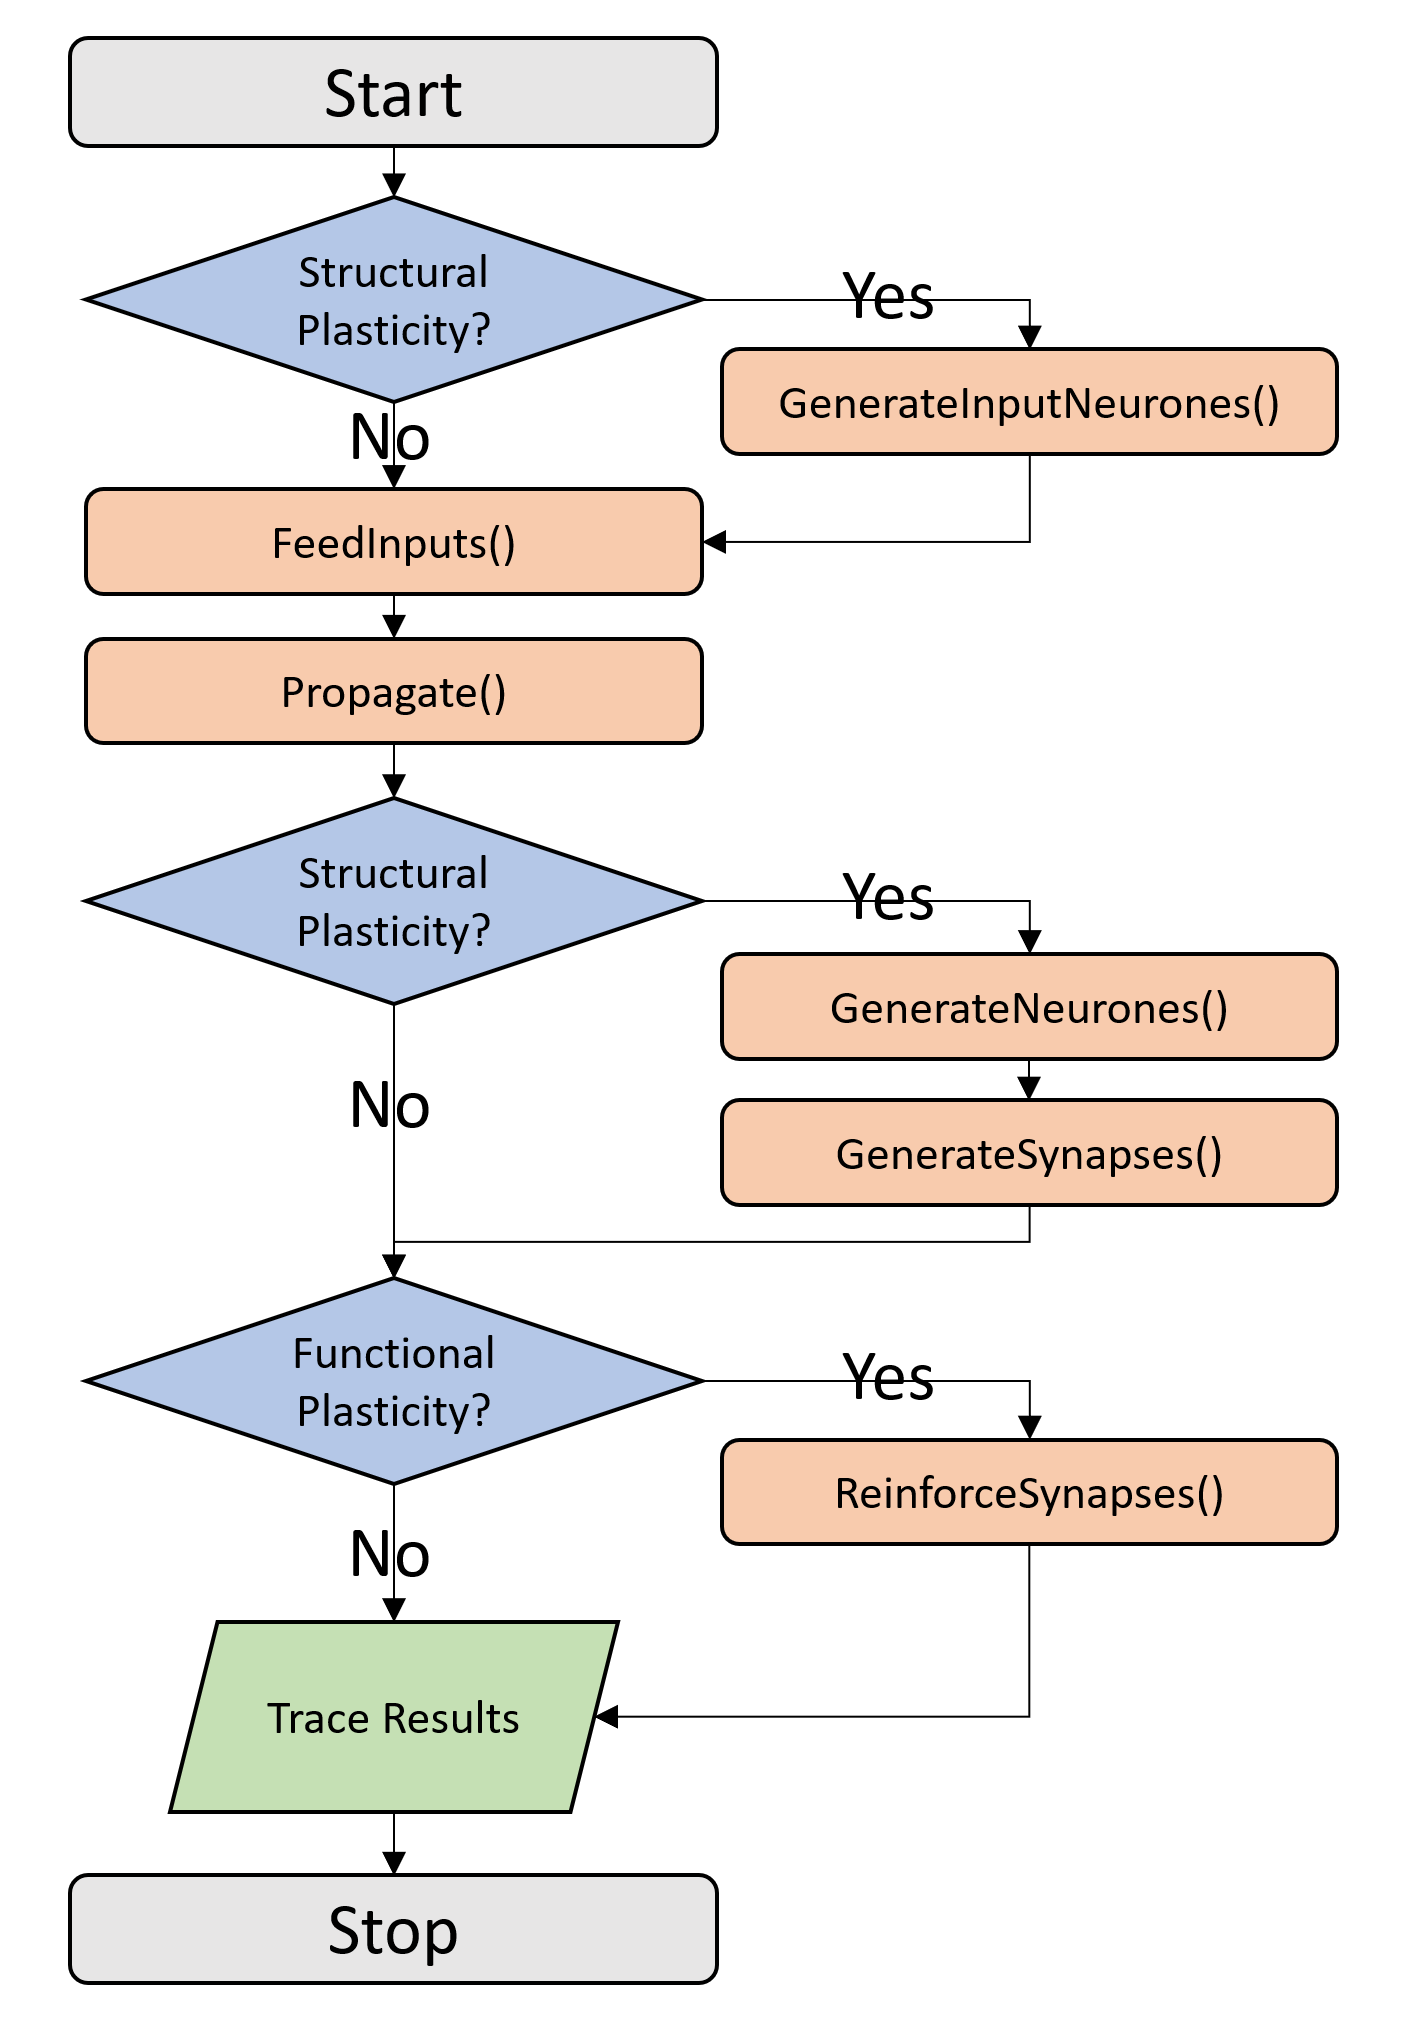 Start
Structural
Plasticity?
Yes
GenerateInputNeurones()
No
FeedInputs()
Propagate()
Structural
Plasticity?
Yes
GenerateNeurones()
No
GenerateSynapses()
Functional
Plasticity?
Yes
ReinforceSynapses()
No
Trace Results
Stop